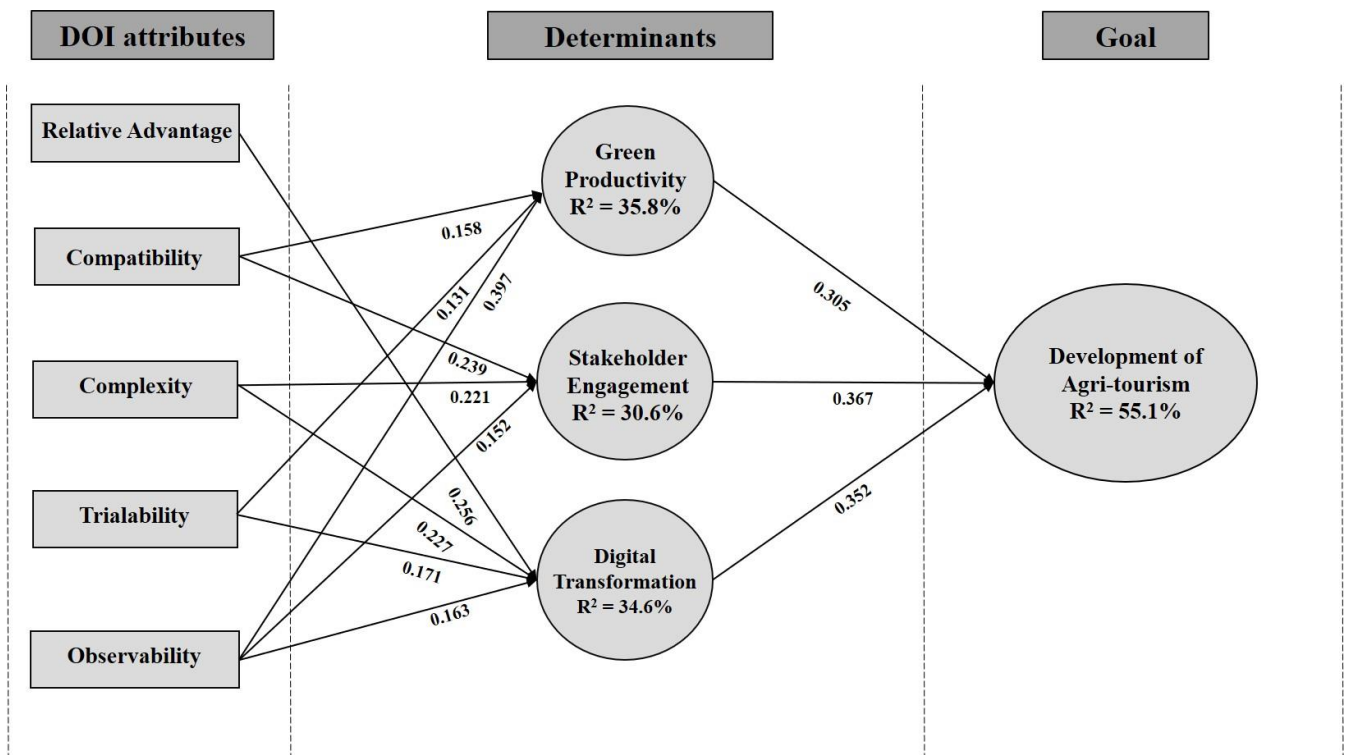 DOI attributes
Determinants
Goal
Relative Advantage
Compatibility
Complexity
Trialability
Observability
0.158
0.131
0.397
0.239
0.221
0.152
0.256
0.227
0.171
0.163
Green
Productivity
R² = 35.8%
Stakeholder
Engagement
R² = 30.6%
Digital
Transformation
R² = 34.6%
0.305
0.367
0.352
Development of
Agri-tourism
R² = 55.1%